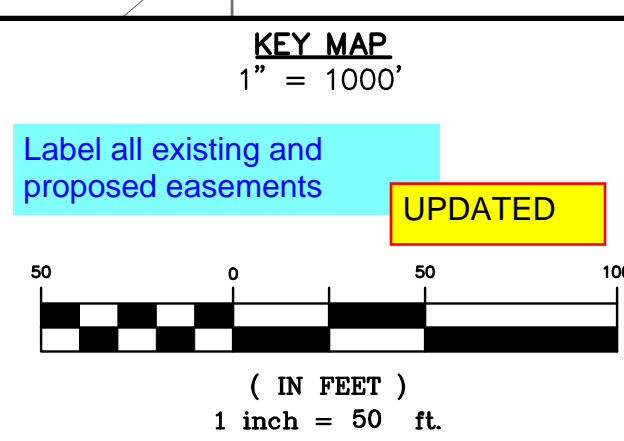 KEY MAP
1" = 1000'
Label all existing and
proposed easements
UPDATED
50 0 50 100
( IN FEET )
1 inch = 50 ft.